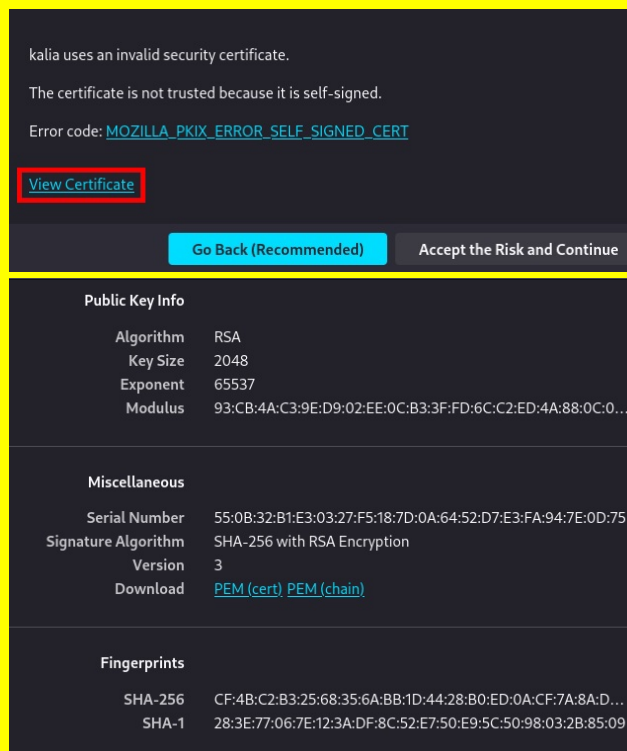 kalia uses an invalid security certificate.
The certificate is not trusted because it is self-signed.
Error code: MOZILLA_PKIX_ERROR_SELF_SIGNED_CERT
View Certificate
Go Back (Recommended) Accept the Risk and Continue
Public Key Info
Algorithm RSA
Key Size 2048
Exponent 65537
Modulus 93:CB:4A:C3:9E:D9:02:EE:0C:B3:3F:FD:6C:C2:ED:4A:88:0C:0...
Miscellaneous
Serial Number 55:0B:32:B1:E3:03:27:F5:18:7D:0A:64:52:D7:E3:FA:94:7E:0D:75
Signature Algorithm SHA-256 with RSA Encryption
Version 3
Download PEM (cert) PEM (chain)
Fingerprints
SHA-256 CF:4B:C2:B3:25:68:35:6A:BB:1D:44:28:B0:ED:0A:CF:7A:8A:D...
SHA-1 28:3E:77:06:7E:12:3A:DF:8C:52:E7:50:E9:5C:50:98:03:2B:85:09